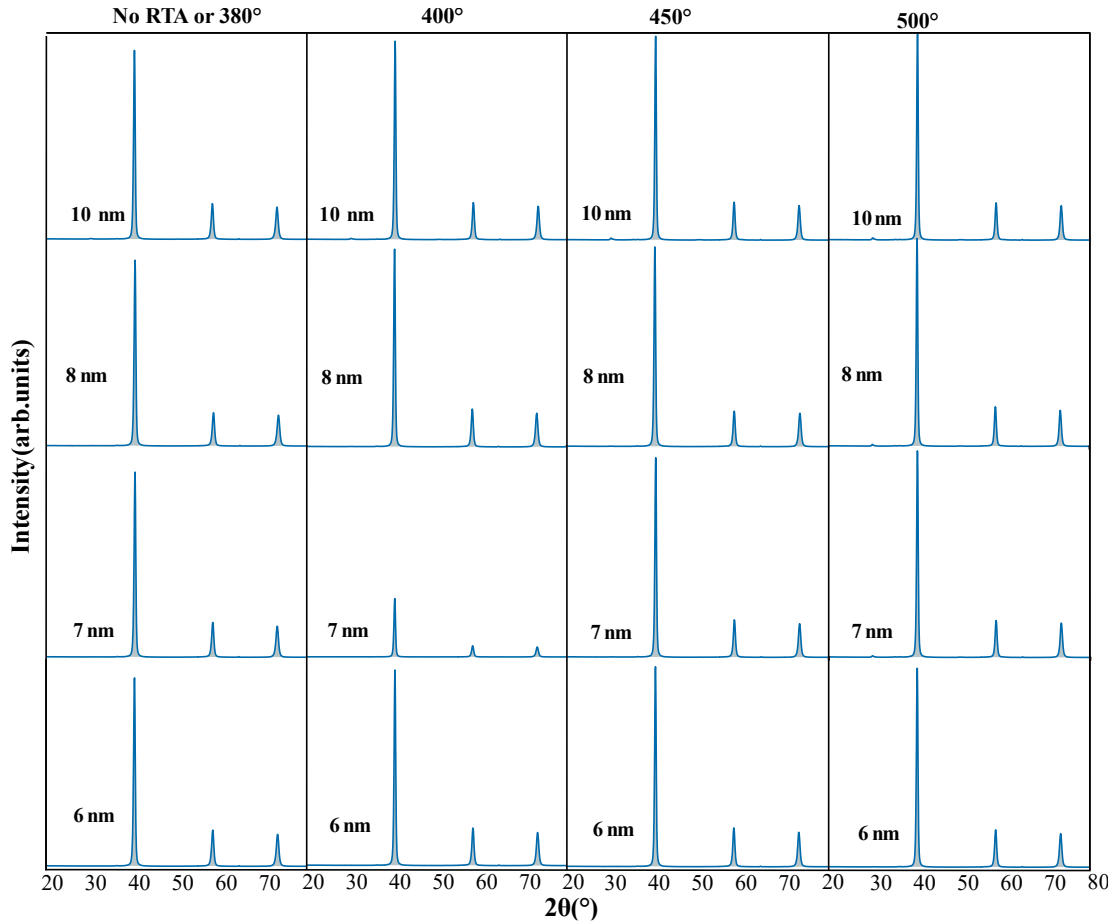 No RTA or 380° 400° 450° 500°
10 nm 10 nm 10 nm 10 nm
8 nm 8 nm 8 nm 8 nm
Intensity(arb.units)
7 nm 7 nm 7 nm 7 nm
6 nm 6 nm 6 nm 6 nm
20 30 40 50 60 70 20 30 40 50 60 70 20 30 40 50 60 70 20 30 40 50 60 70 80
2θ(°)